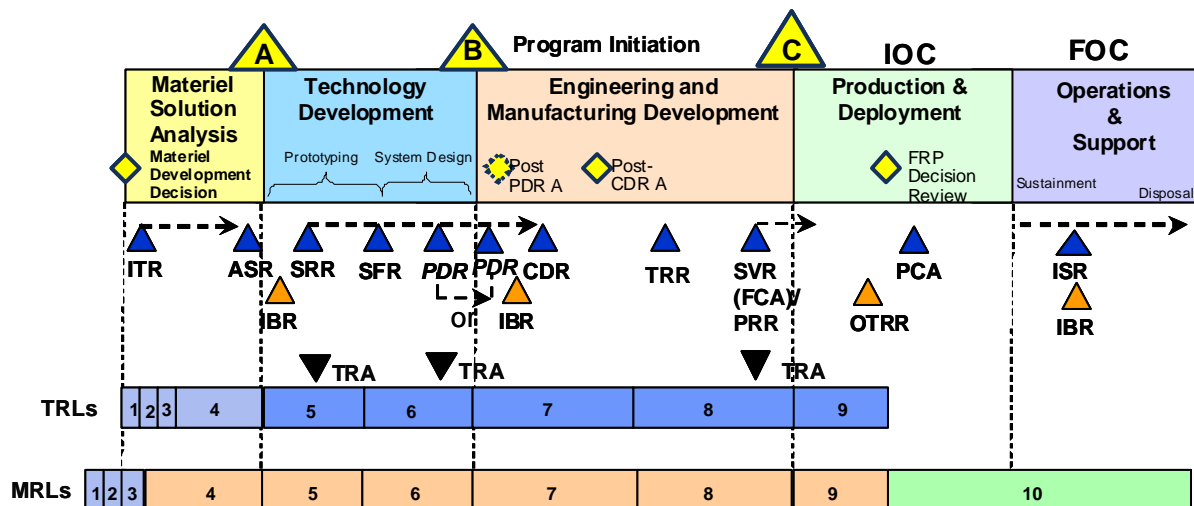 A
B
Program Initiation
C
IOC
FOC
Materiel
Solution
Analysis
Materiel
Development
Decision
Technology
Development
Prototyping
System Design
Engineering and
Manufacturing Development
Post
PDR A
Post-
CDR A
Production &
Deployment
FRP
Decision
Review
Operations
&
Support
Sustainment
Disposal
ITR
ASR
SRR
SFR
PDR
PDR
CDR
TRR
SVR
(FCA)/
PRR
PCA
ISR
IBR
or
IBR
OTRR
IBR
TRA
TRA
TRA
TRLs
1 2 3 4 5 6 7 8 9
MRLs
1 2 3 4 5 6 7 8 9 10